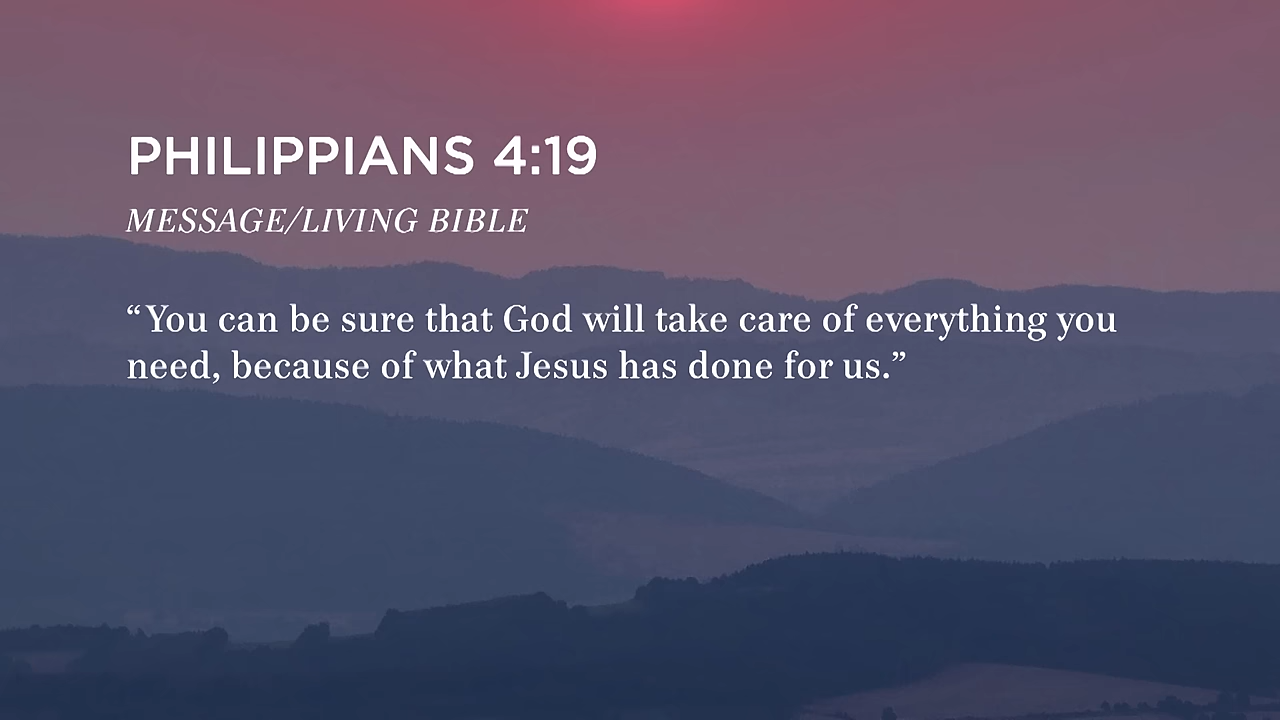 PHILIPPIANS 4:19
MESSAGE/LIVING BIBLE
“You can be sure that God will take care of everything you
need, because of what Jesus has done for us.”